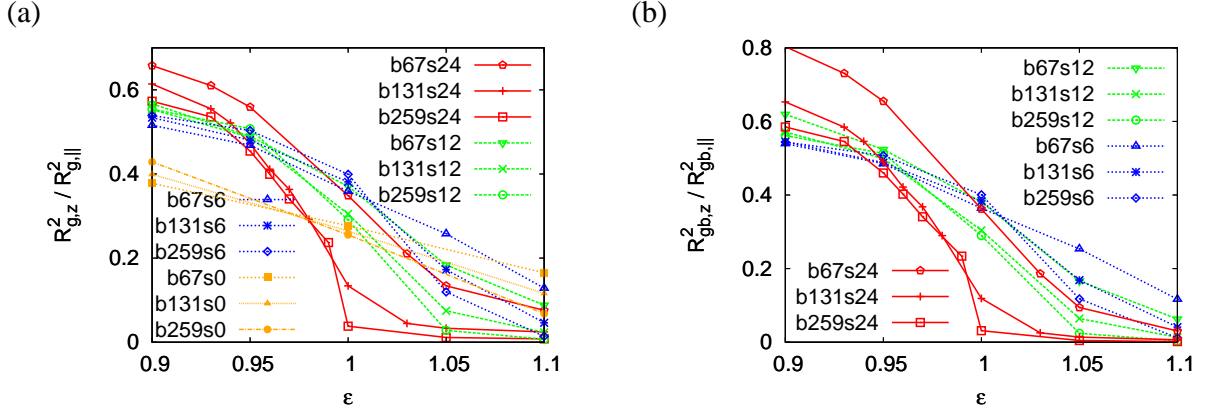 (a)
(b)
R²g,z / R²g,||
0.6
0.4
0.2
0
b67s24
b131s24
b259s24
b67s12
b131s12
b259s12
b67s6
b131s6
b259s6
b67s0
b131s0
b259s0
0.9 0.95 1 1.05 1.1
ε
R²gb,z / R²gb,||
0.8
0.6
0.4
0.2
0
b67s12
b131s12
b259s12
b67s6
b131s6
b259s6
b67s24
b131s24
b259s24
0.9 0.95 1 1.05 1.1
ε